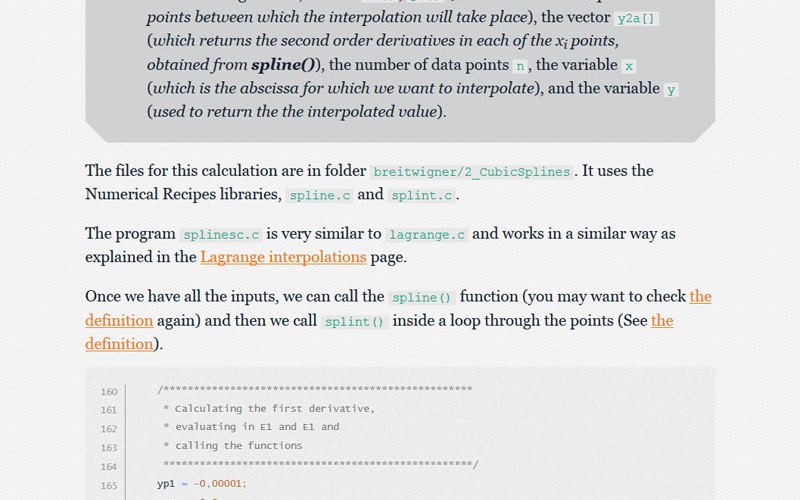 points between which the interpolation will take place), the vector y2a[]
(which returns the second order derivatives in each of the xi points,
obtained from spline()), the number of data points n, the variable x
(which is the abscissa for which we want to interpolate), and the variable y
(used to return the the interpolated value).
The files for this calculation are in folder breitwigner/2_CubicSplines. It uses the
Numerical Recipes libraries, spline.c and splint.c.
The program splinesc.c is very similar to lagrange.c and works in a similar way as
explained in the Lagrange interpolations page.
Once we have all the inputs, we can call the spline() function (you may want to check the
definition again) and then we call splint() inside a loop through the points (See the
definition).
160 /***************************************************
161 * Calculating the first derivative,
162 * evaluating in E1 and E1 and
163 * calling the functions
164 ***************************************************/
165 yp1 = -0,00001;